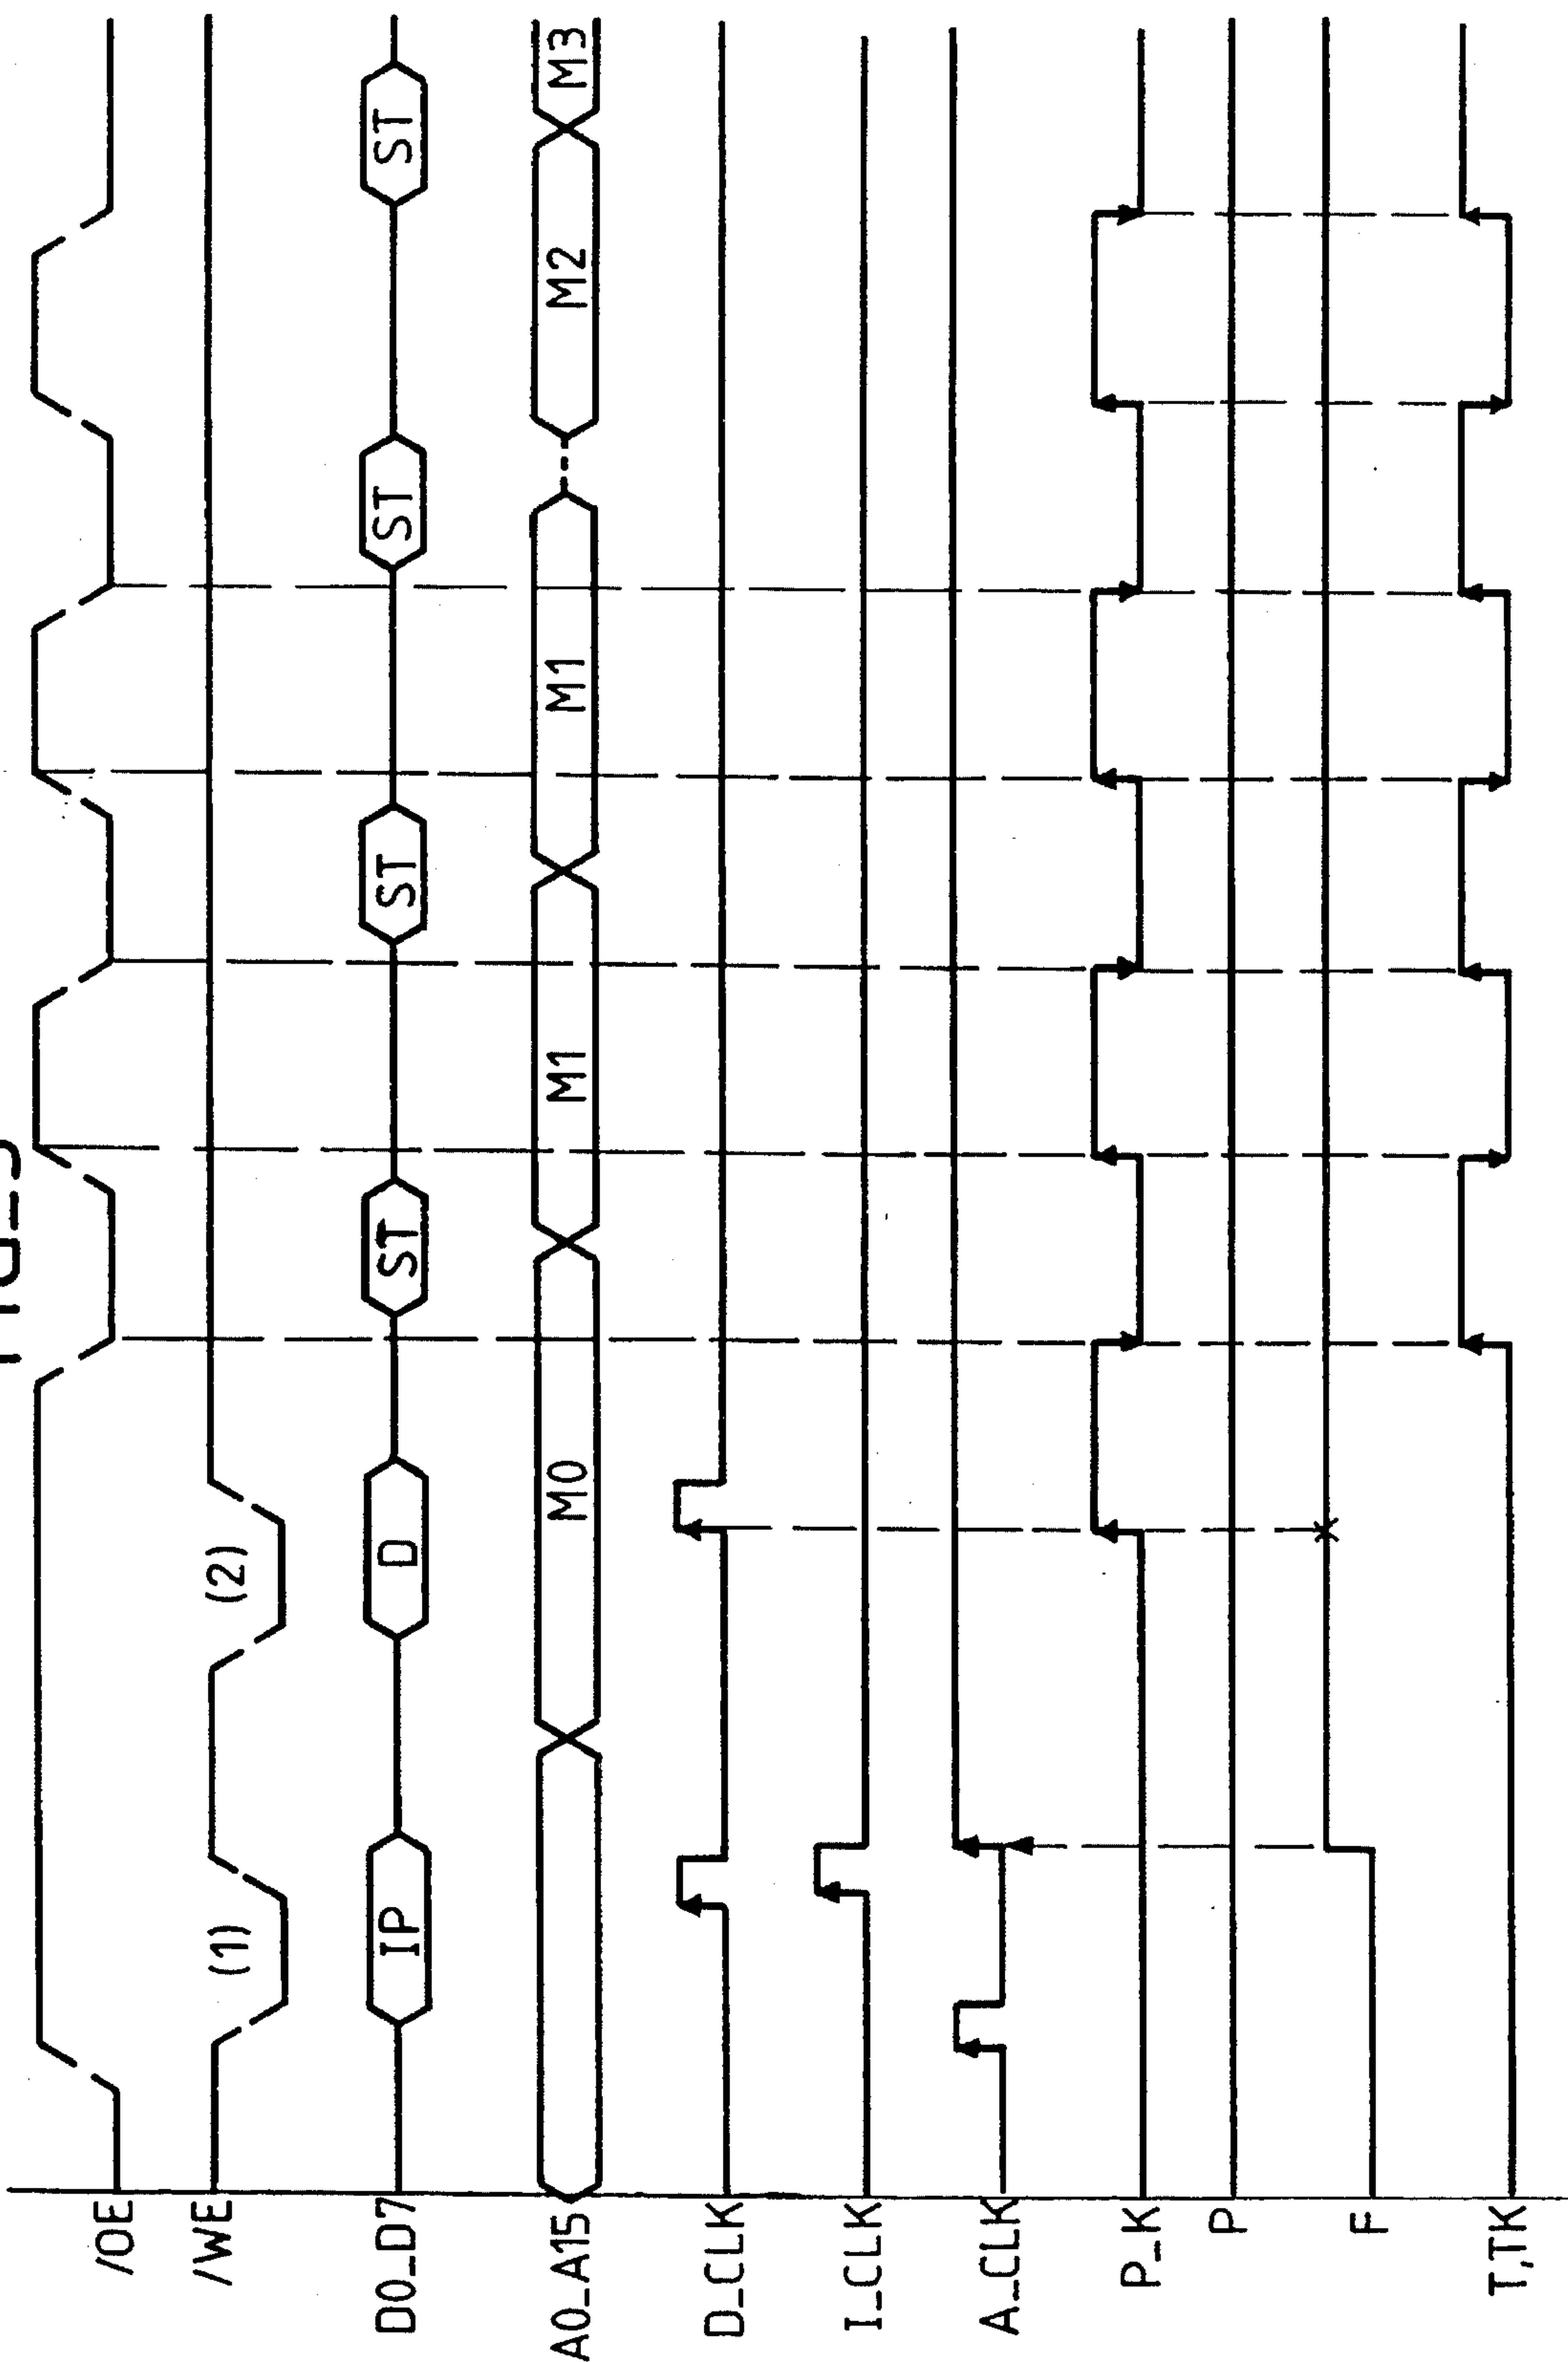 /OE
/WE
(1)
(2)
D0_D7
IP
D
ST
ST
ST
ST
A0_A15
M0
M1
M1
M2
M3
D_CLK
I_CLK
A_CLK
P_K
P
F
T,TK